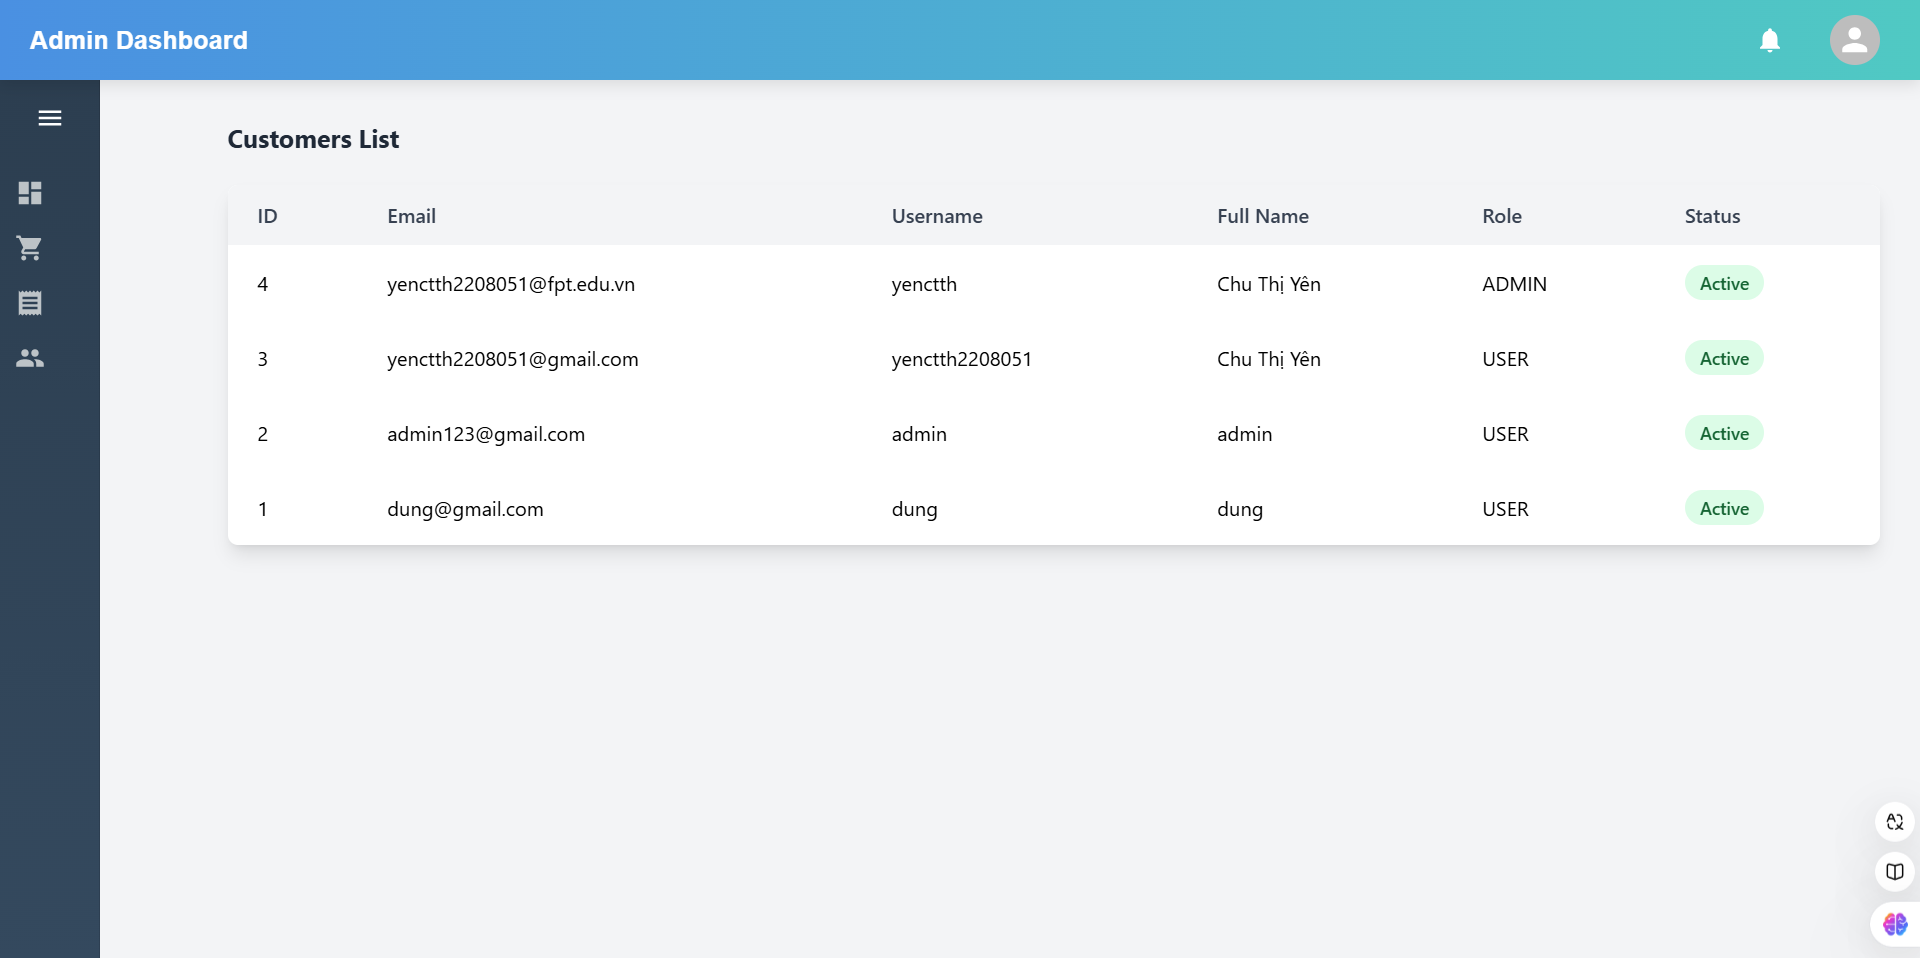 Admin Dashboard
Customers List
ID Email Username Full Name Role Status
4 yenctth2208051@fpt.edu.vn yenctth Chu Thị Yên ADMIN Active
3 yenctth2208051@gmail.com yenctth2208051 Chu Thị Yên USER Active
2 admin123@gmail.com admin admin USER Active
1 dung@gmail.com dung dung USER Active